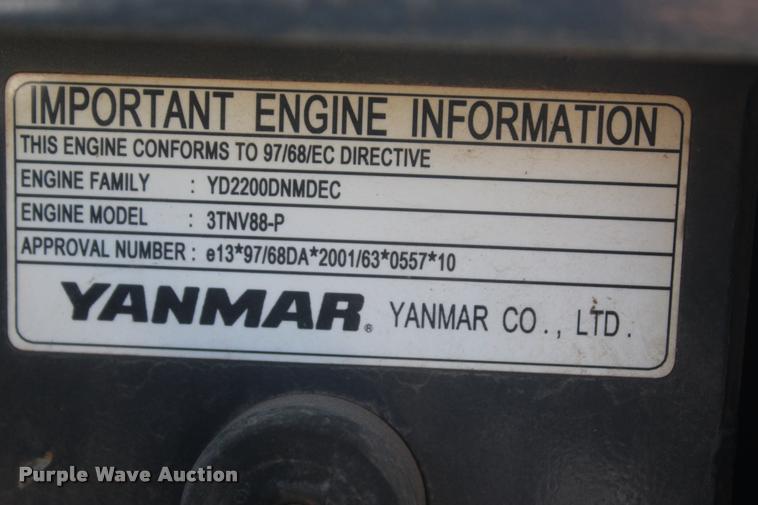 IMPORTANT ENGINE INFORMATION
THIS ENGINE CONFORMS TO 97/68/EC DIRECTIVE
ENGINE FAMILY : YD2200DNMDEC
ENGINE MODEL : 3TNV88-P
APPROVAL NUMBER : e13*97/68DA*2001/63*0557*10
YANMAR® YANMAR CO., LTD.
Purple Wave Auction